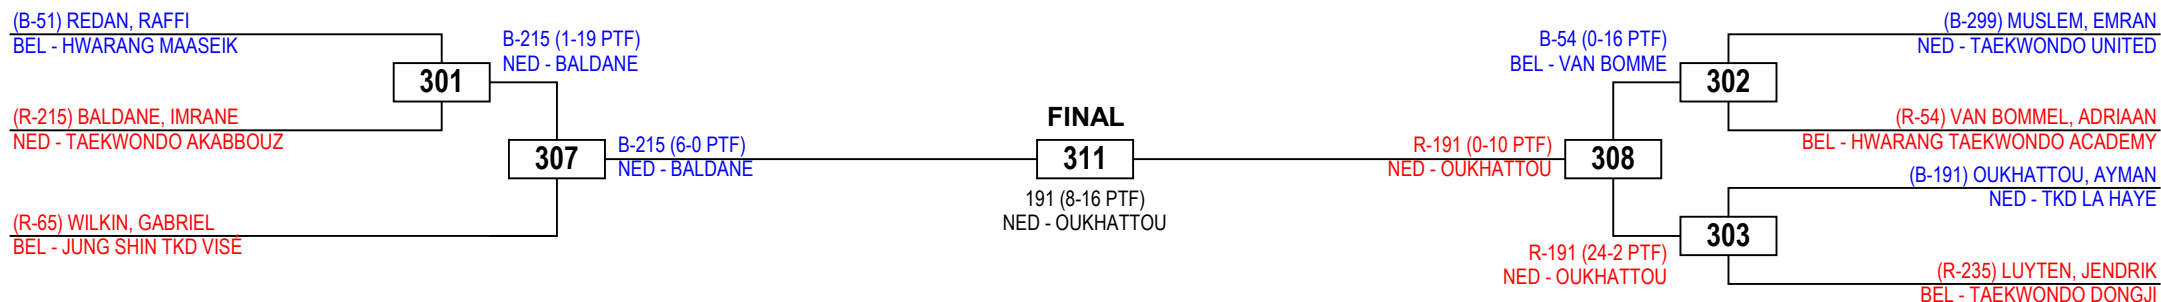 (B-51) REDAN, RAFFI
BEL - HWARANG MAASEIK
B-215 (1-19 PTF)
NED - BALDANE
301
(R-215) BALDANE, IMRANE
NED - TAEKWONDO AKABBOUZ
307
B-215 (6-0 PTF)
NED - BALDANE
(R-65) WILKIN, GABRIEL
BEL - JUNG SHIN TKD VISÉ
FINAL
311
191 (8-16 PTF)
NED - OUKHATTOU
R-191 (0-10 PTF)
NED - OUKHATTOU
308
B-54 (0-16 PTF)
BEL - VAN BOMME
302
(B-299) MUSLEM, EMRAN
NED - TAEKWONDO UNITED
(R-54) VAN BOMMEL, ADRIAAN
BEL - HWARANG TAEKWONDO ACADEMY
(B-191) OUKHATTOU, AYMAN
NED - TKD LA HAYE
303
R-191 (24-2 PTF)
NED - OUKHATTOU
(R-235) LUYTEN, JENDRIK
BEL - TAEKWONDO DONGJI